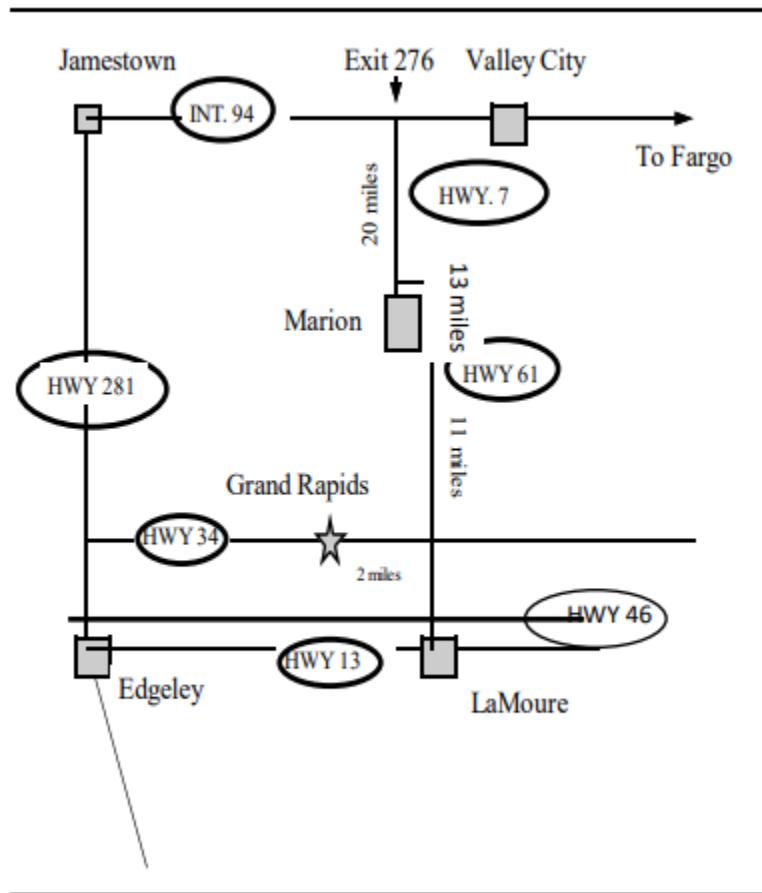 Jamestown
Exit 276
Valley City
INT. 94
To Fargo
HWY. 7
20 miles
13 miles
Marion
HWY 61
HWY 281
11 miles
Grand Rapids
HWY 34
2 miles
HWY 46
HWY 13
Edgeley
LaMoure